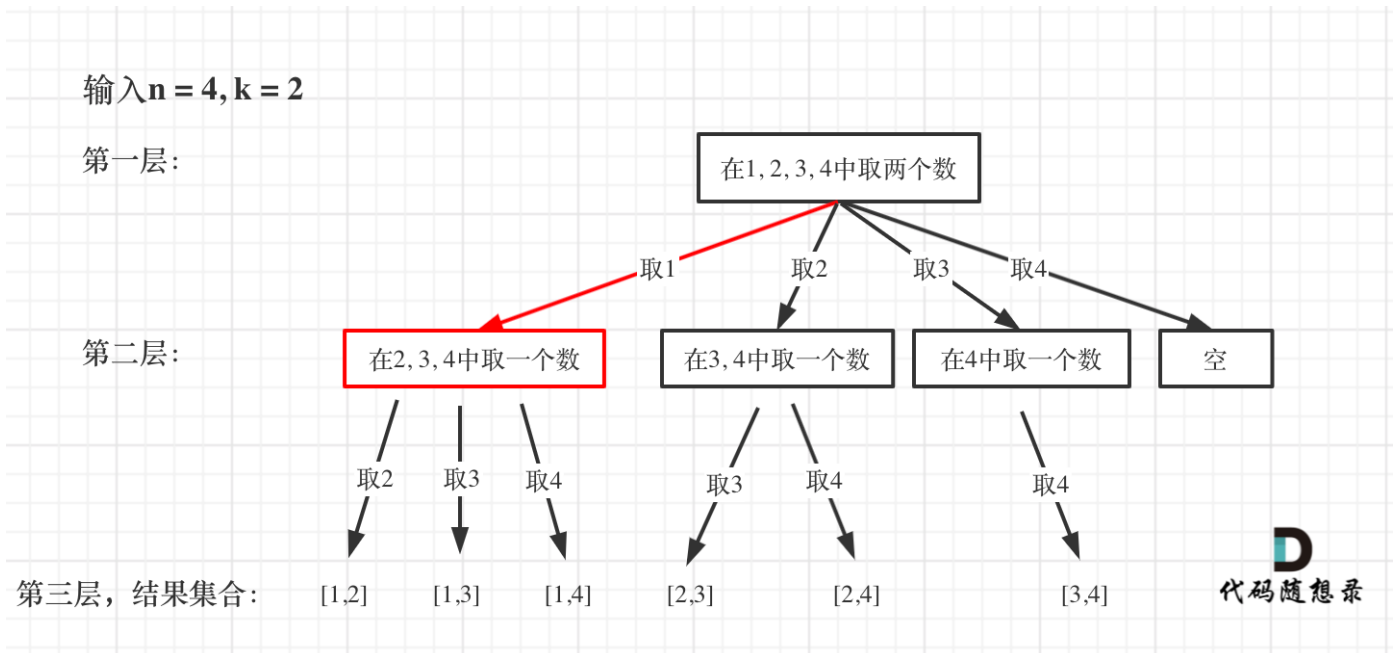 输入n = 4, k = 2
第一层：
在1, 2, 3, 4中取两个数
取1
取2
取3
取4
第二层：
在2, 3, 4中取一个数
在3, 4中取一个数
在4中取一个数
空
取2
取3
取4
取3
取4
取4
第三层，结果集合：
[1,2]
[1,3]
[1,4]
[2,3]
[2,4]
[3,4]
代码随想录